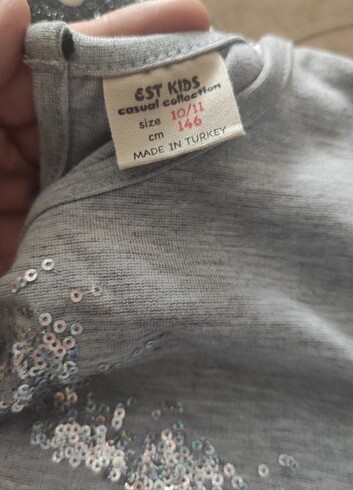 EST KIDS
casual collection
size 10/11
cm 146
MADE IN TURKEY